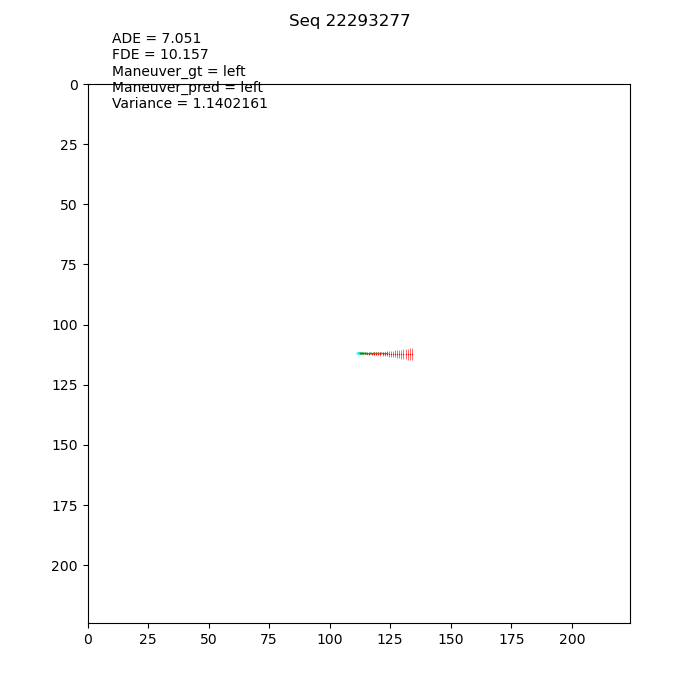 Seq 22293277
ADE = 7.051
FDE = 10.157
Maneuver_gt = left
Maneuver_pred = left
Variance = 1.1402161
0
25
50
75
100
125
150
175
200
0 25 50 75 100 125 150 175 200